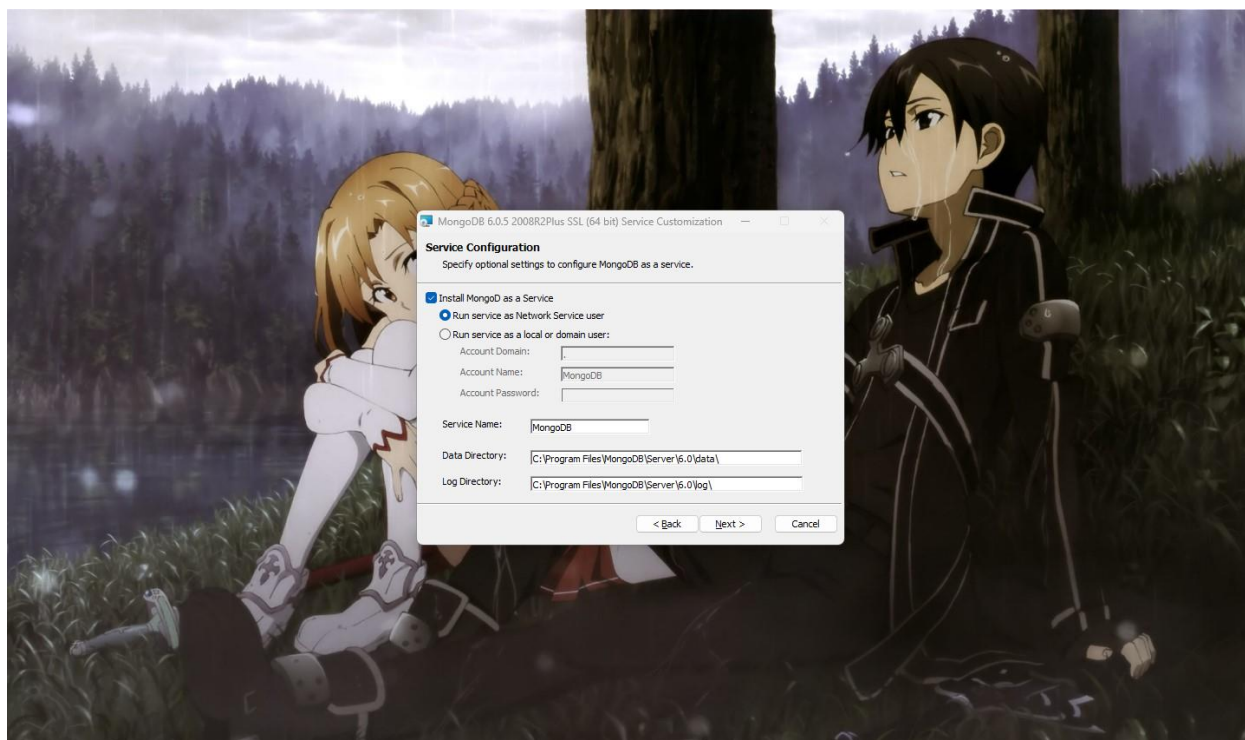 MongoDB 6.0.5 2008R2Plus SSL (64 bit) Service Customization
Service Configuration
Specify optional settings to configure MongoDB as a service.
Install MongoD as a Service
Run service as Network Service user
Run service as a local or domain user:
Account Domain: .
Account Name: MongoDB
Account Password:
Service Name: MongoDB
Data Directory: C:\Program Files\MongoDB\Server\6.0\data\
Log Directory: C:\Program Files\MongoDB\Server\6.0\log\
< Back Next > Cancel